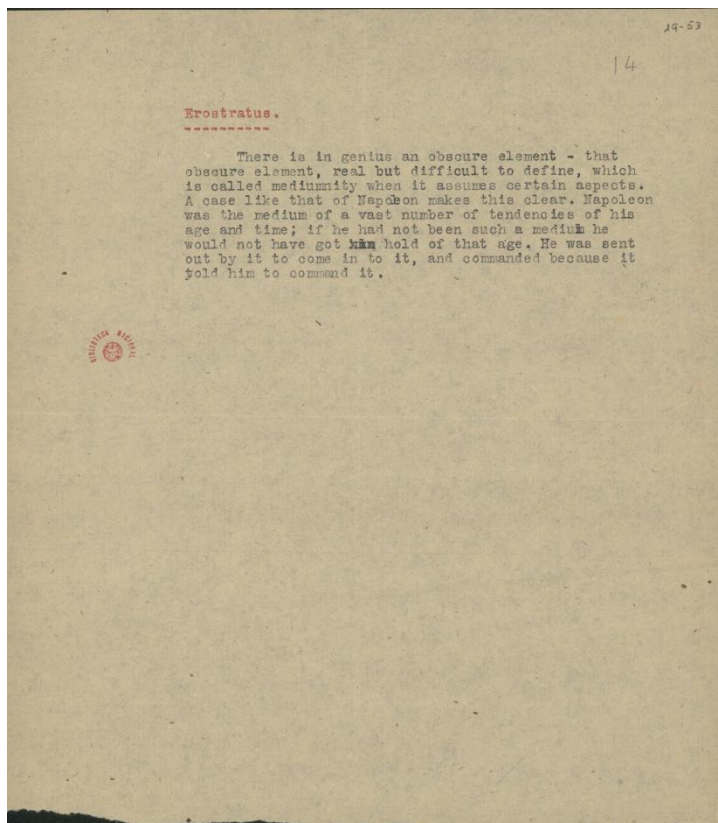 19-53
14
Erostratus.
----------
There is in genius an obscure element - that
obscure element, real but difficult to define, which
is called mediumnity when it assumes certain aspects.
A case like that of Napoleon makes this clear. Napoleon
was the medium of a vast number of tendencies of his
age and time; if he had not been such a medium he
would not have got hold of that age. He was sent
out by it to come in to it, and commanded because it
told him to command it.
BIBLIOTECA NACIONAL